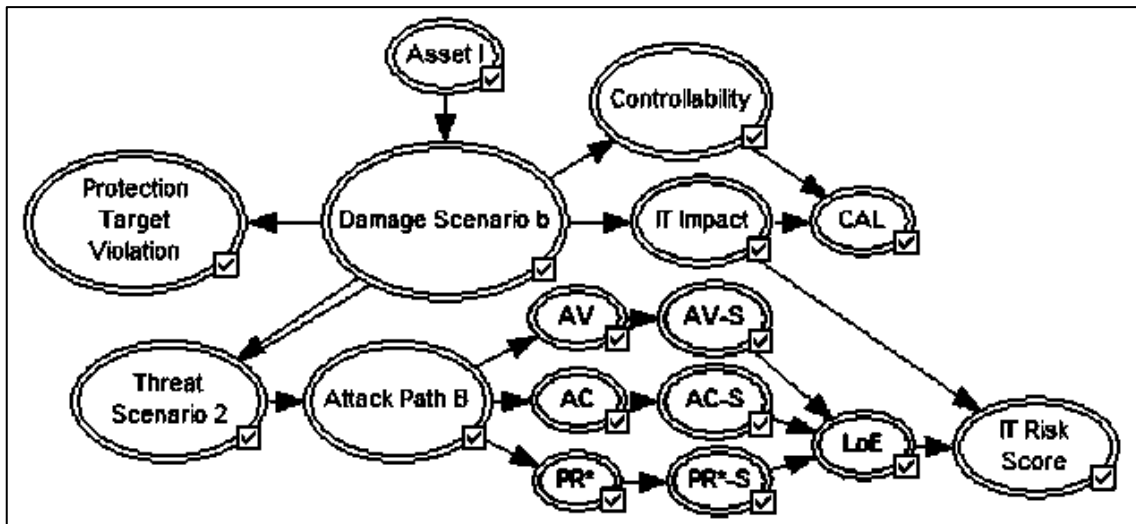 Asset I
Controllability
Protection
Target
Violation
Damage Scenario b
IT Impact
CAL
AV
AV-S
Threat
Scenario 2
Attack Path B
AC
AC-S
LoE
IT Risk
Score
PR*
PR*-S